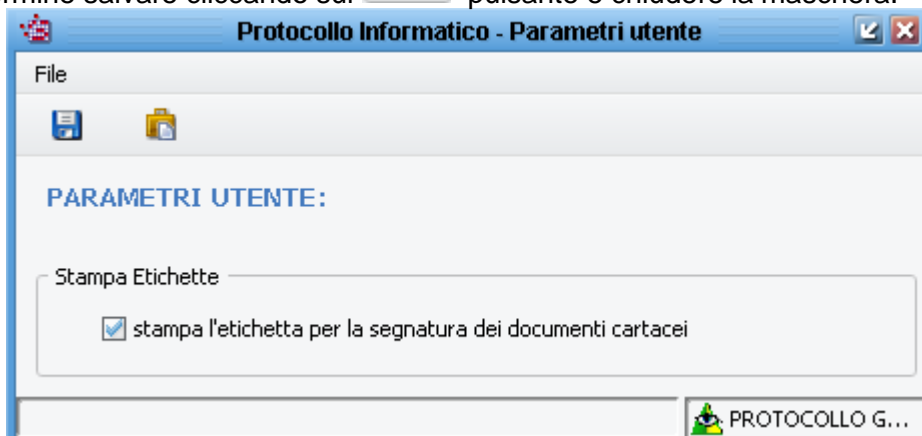 rmine salvare cliccando sul pulsante e chiudere la maschera.
Protocollo Informatico - Parametri utente
File
PARAMETRI UTENTE:
Stampa Etichette
stampa l'etichetta per la segnatura dei documenti cartacei
PROTOCOLLO G...